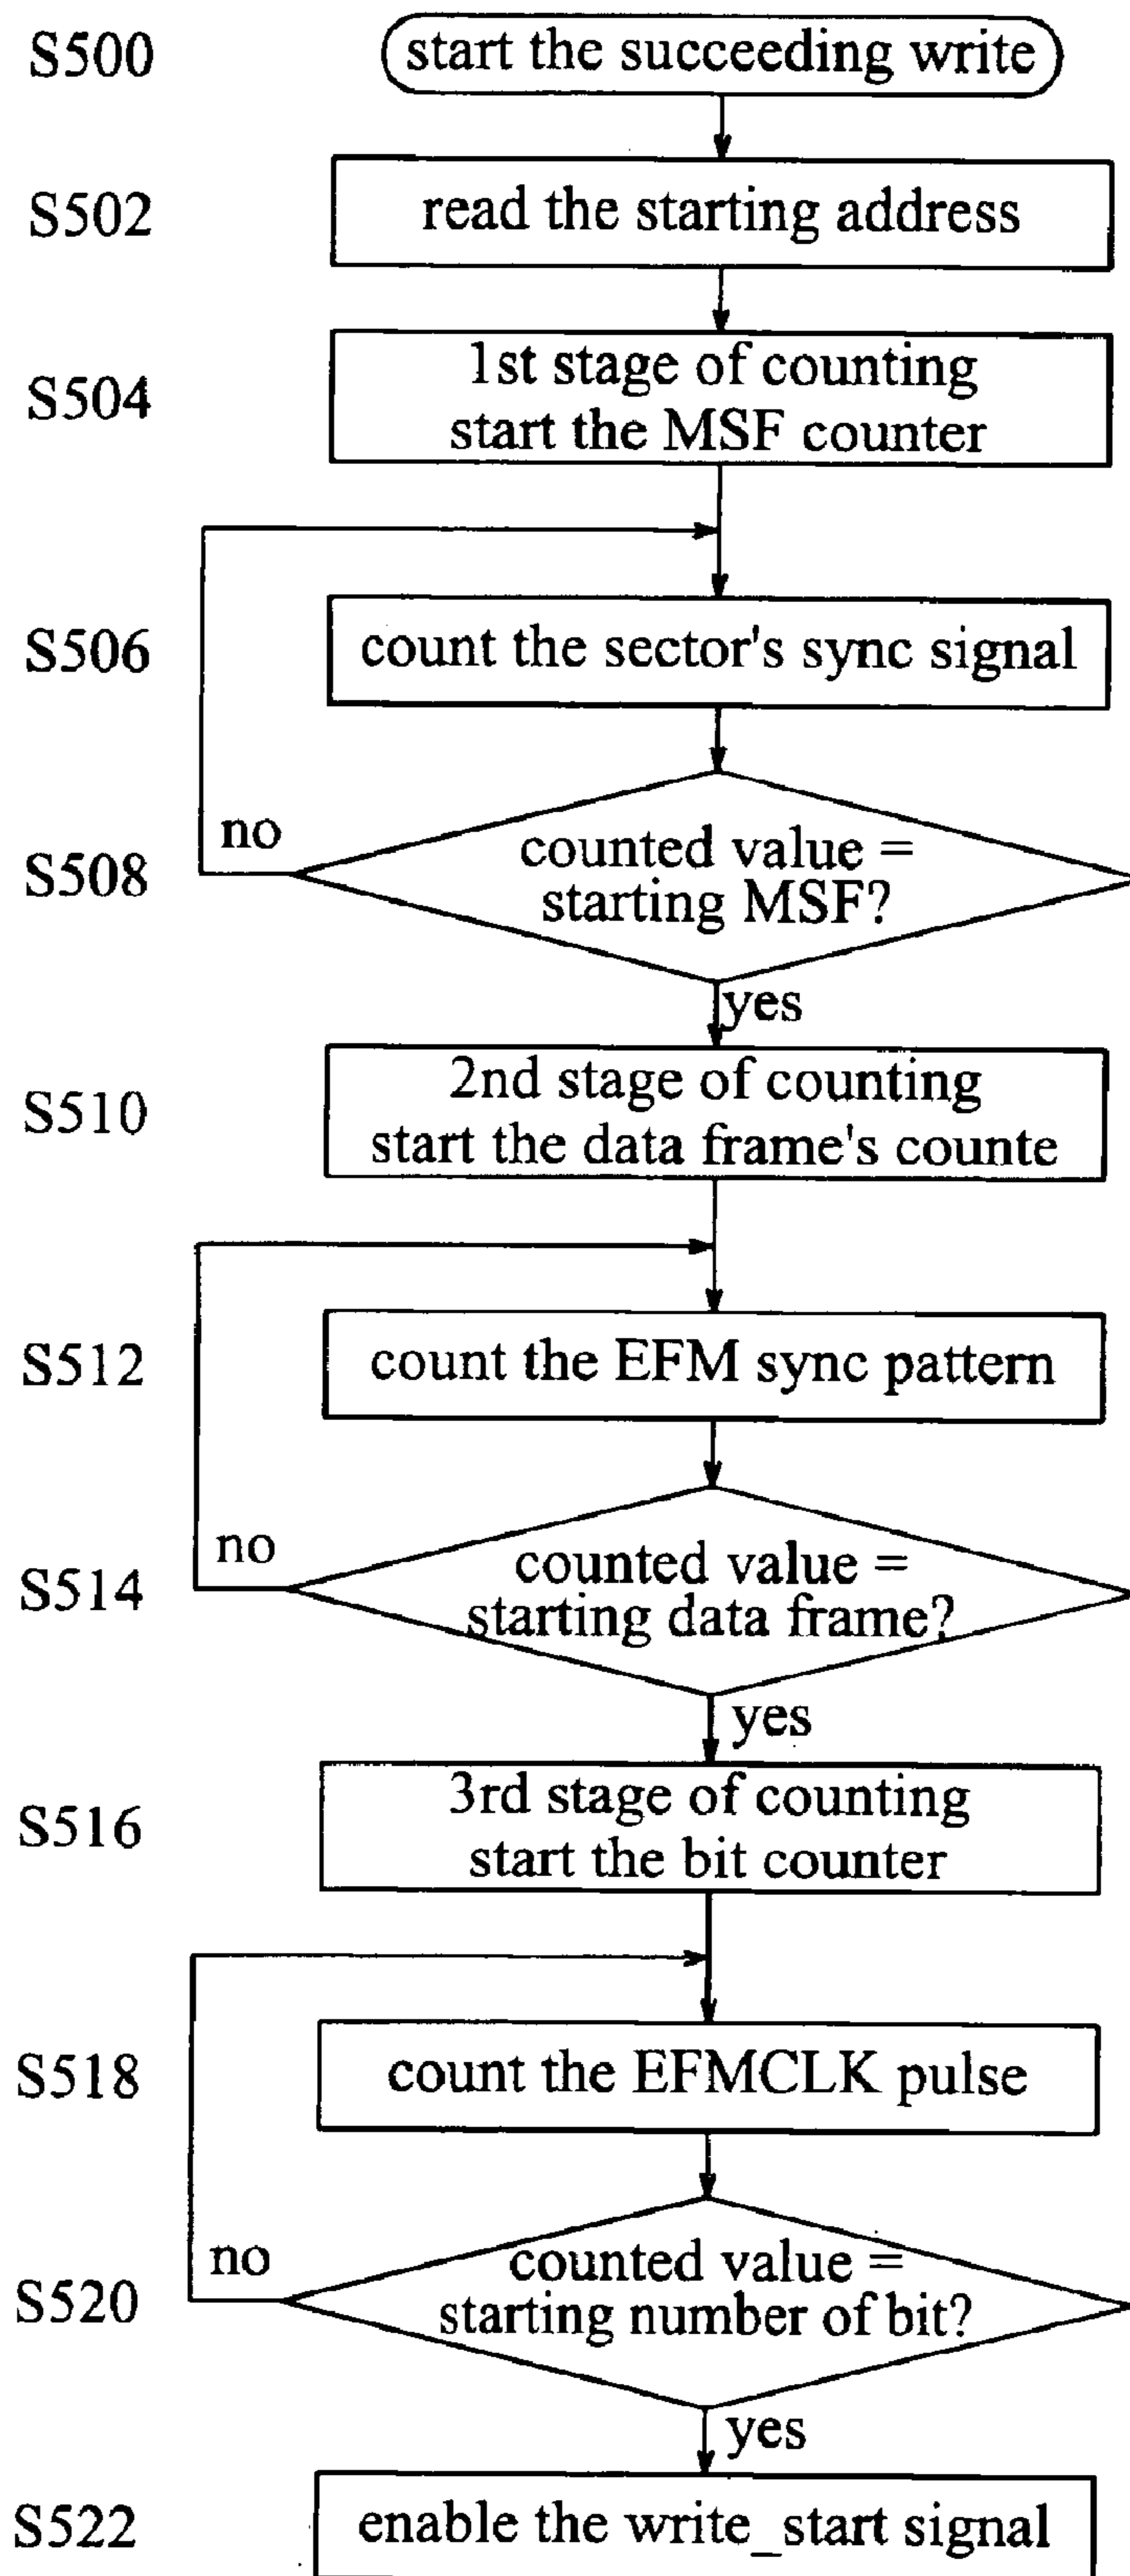 S500 start the succeeding write
S502 read the starting address
S504 1st stage of counting
start the MSF counter
S506 count the sector's sync signal
no
S508 counted value =
starting MSF?
yes
S510 2nd stage of counting
start the data frame's counte
S512 count the EFM sync pattern
no
S514 counted value =
starting data frame?
yes
S516 3rd stage of counting
start the bit counter
S518 count the EFMCLK pulse
no
S520 counted value =
starting number of bit?
yes
S522 enable the write_start signal